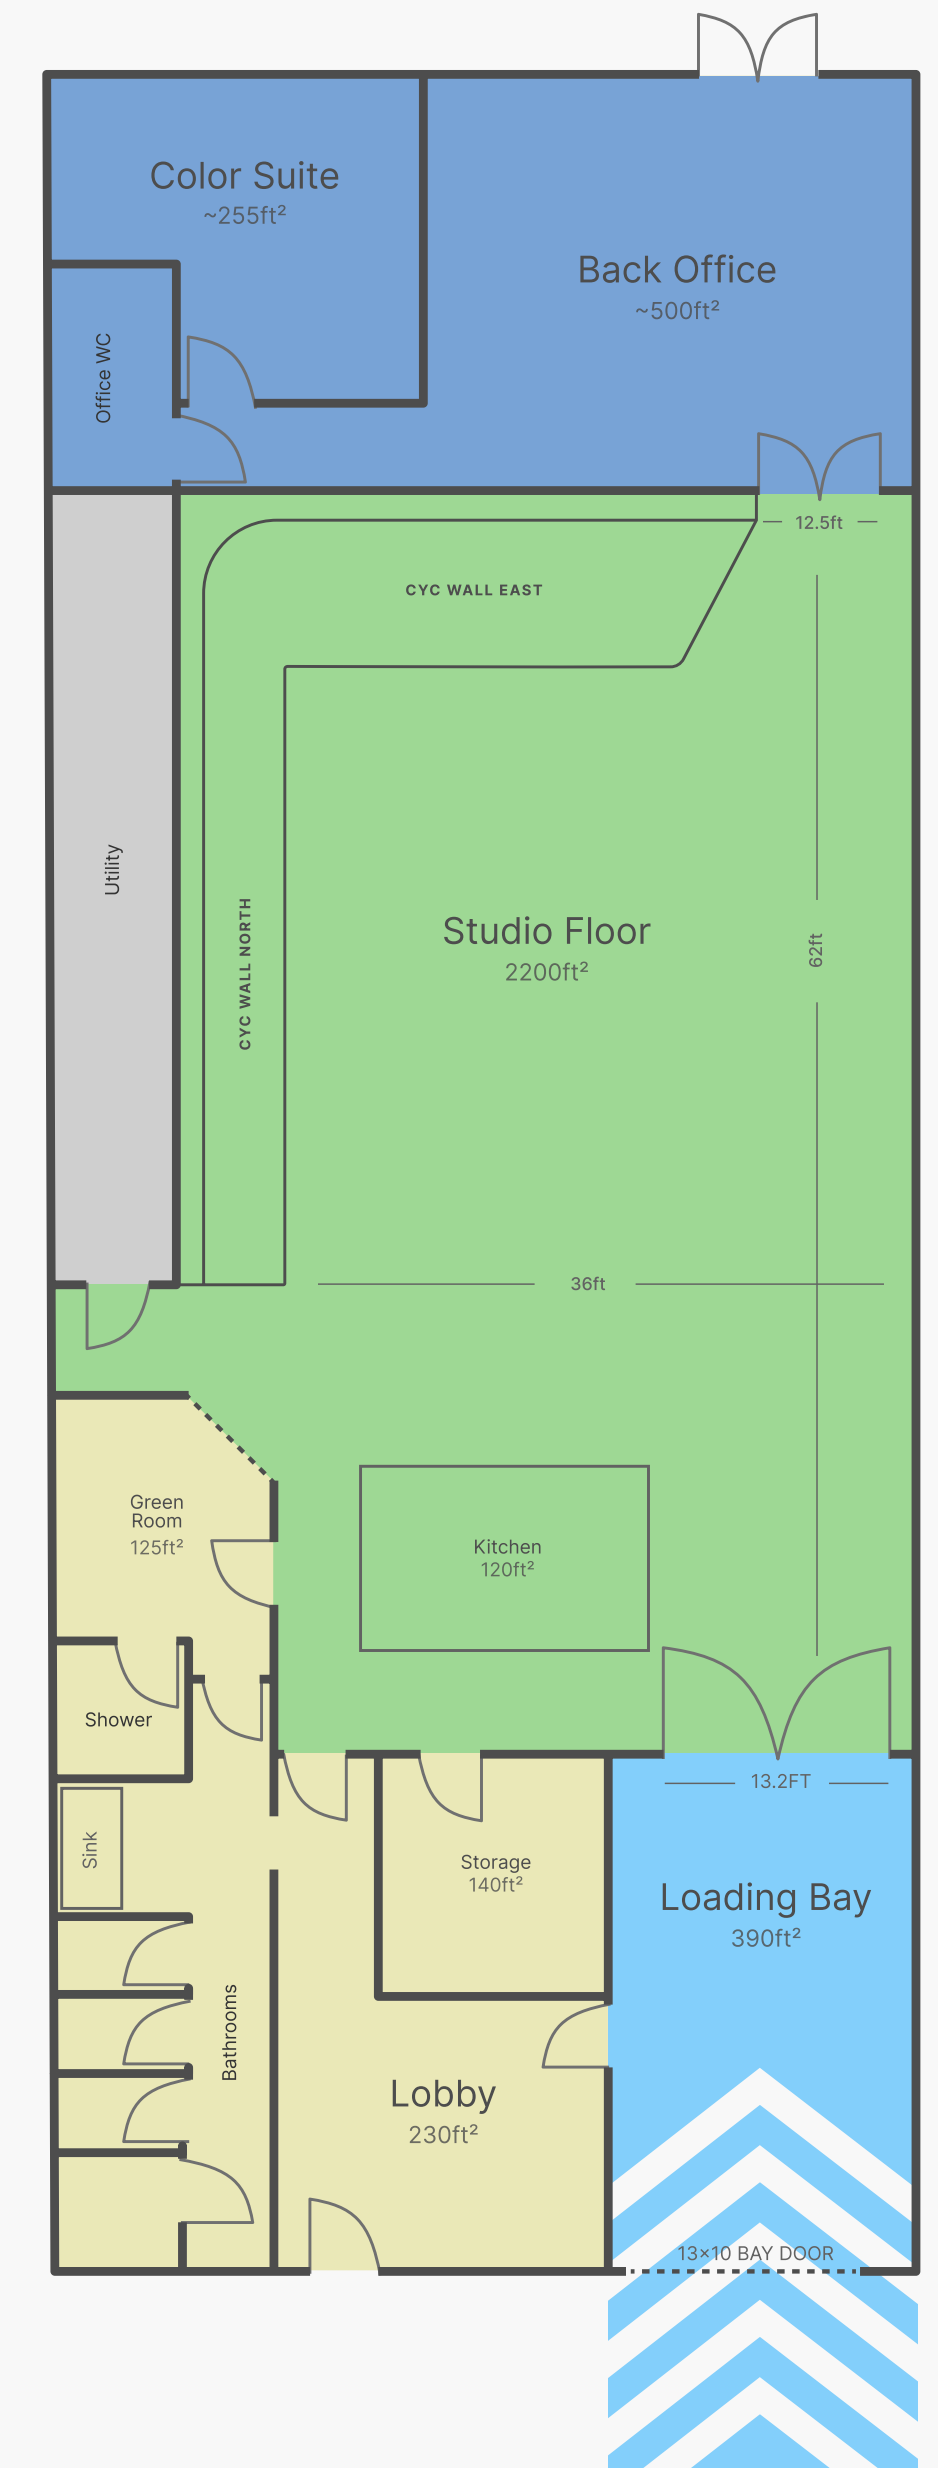 Color Suite
~255ft²
Back Office
~500ft²
Office WC
12.5ft
CYC WALL EAST
Utility
CYC WALL NORTH
Studio Floor
2200ft²
62ft
36ft
Green
Room
125ft²
Kitchen
120ft²
Shower
13.2FT
Sink
Storage
140ft²
Loading Bay
390ft²
Bathrooms
Lobby
230ft²
13×10 BAY DOOR